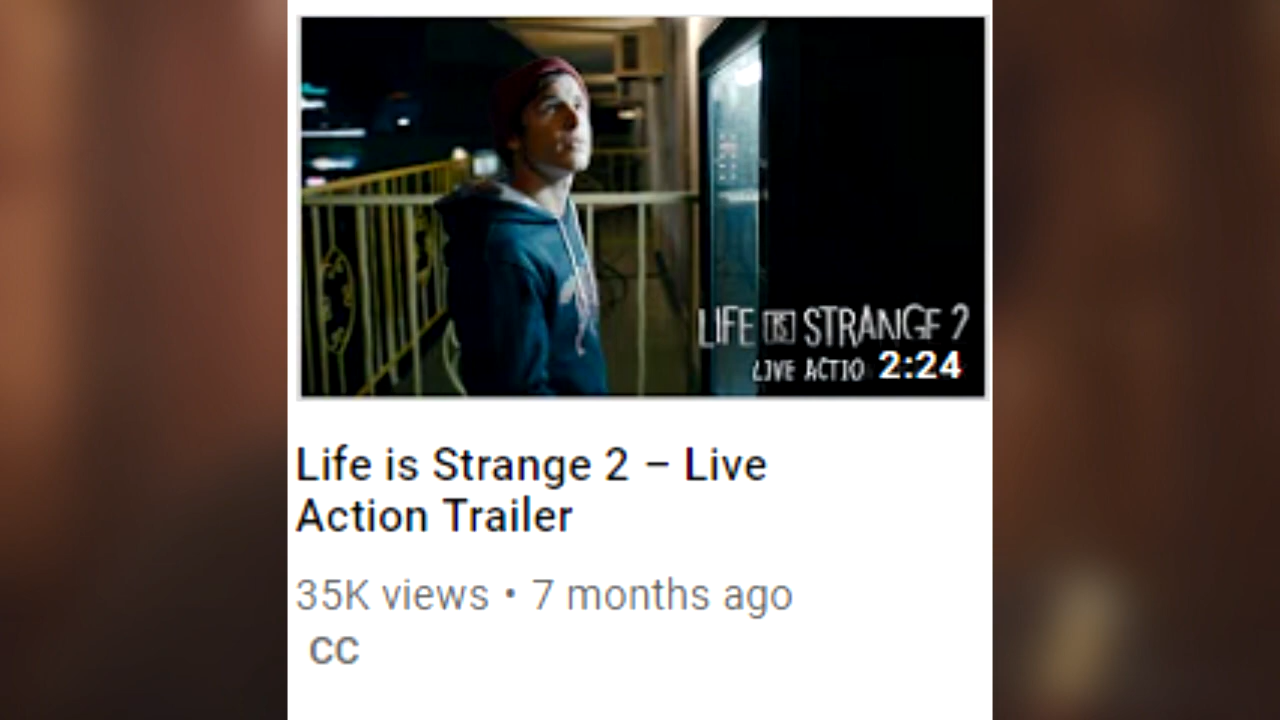 LIFE IS STRANGE 2
LIVE ACTIO
2:24
Life is Strange 2 – Live
Action Trailer
35K views • 7 months ago
CC